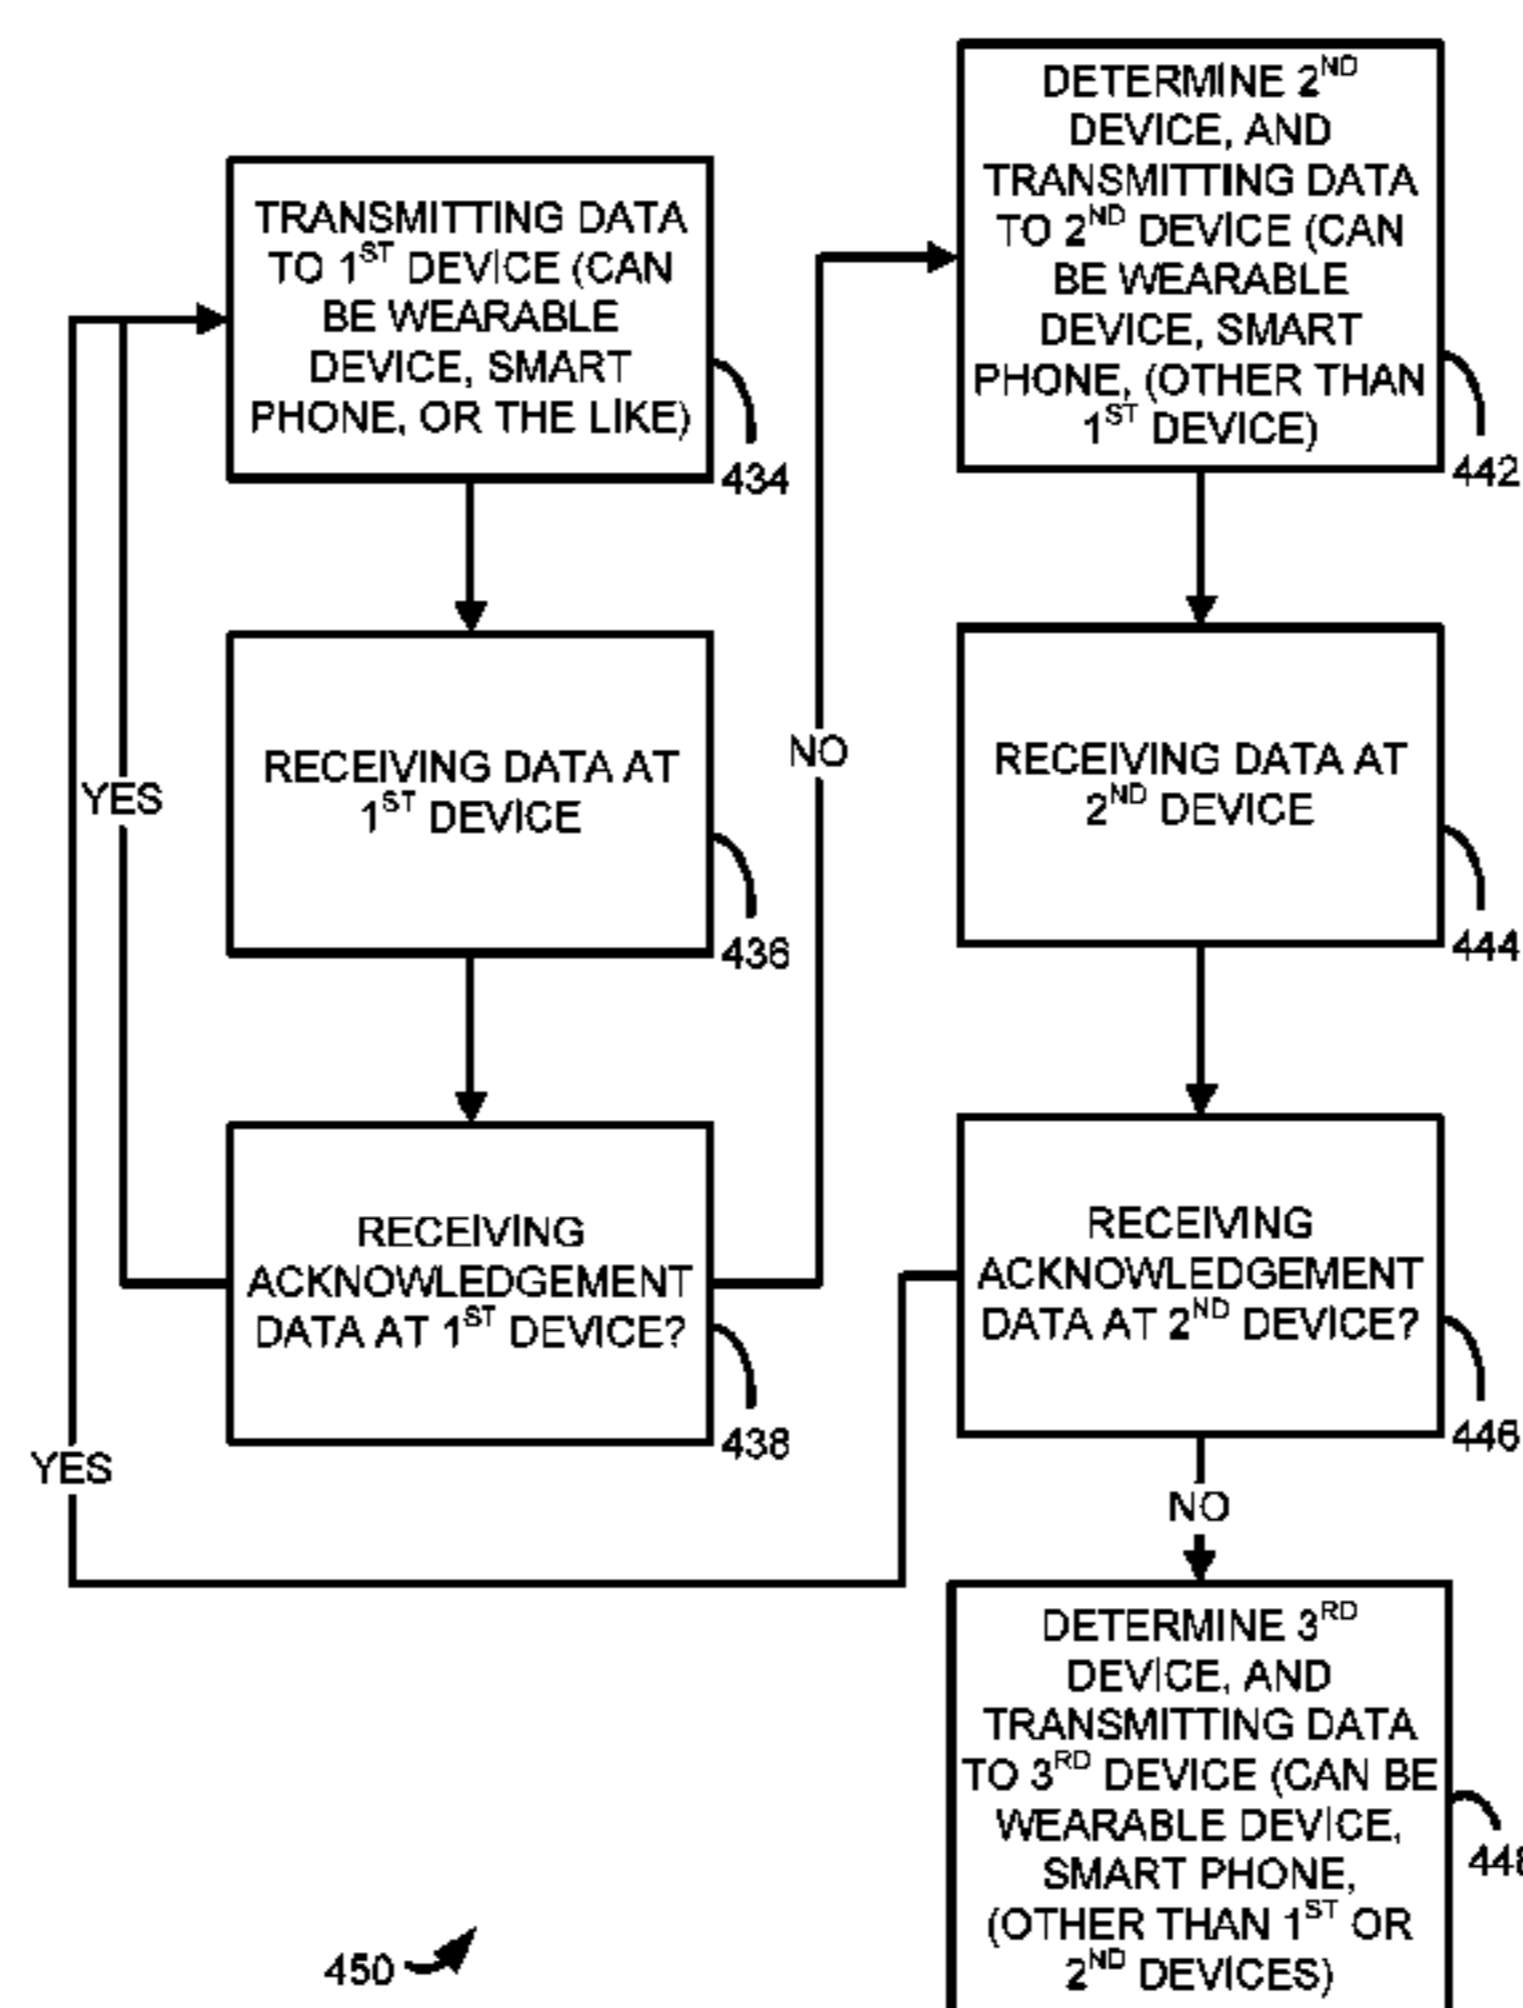 TRANSMITTING DATA
TO 1ST DEVICE (CAN
BE WEARABLE
DEVICE, SMART
PHONE, OR THE LIKE)
434
RECEIVING DATA AT
1ST DEVICE
436
RECEIVING
ACKNOWLEDGEMENT
DATA AT 1ST DEVICE?
438
YES
YES
NO
DETERMINE 2ND
DEVICE, AND
TRANSMITTING DATA
TO 2ND DEVICE (CAN
BE WEARABLE
DEVICE, SMART
PHONE, (OTHER THAN
1ST DEVICE)
442
RECEIVING DATA AT
2ND DEVICE
444
RECEIVING
ACKNOWLEDGEMENT
DATA AT 2ND DEVICE?
446
NO
DETERMINE 3RD
DEVICE, AND
TRANSMITTING DATA
TO 3RD DEVICE (CAN BE
WEARABLE DEVICE,
SMART PHONE,
(OTHER THAN 1ST OR
2ND DEVICES)
448
450